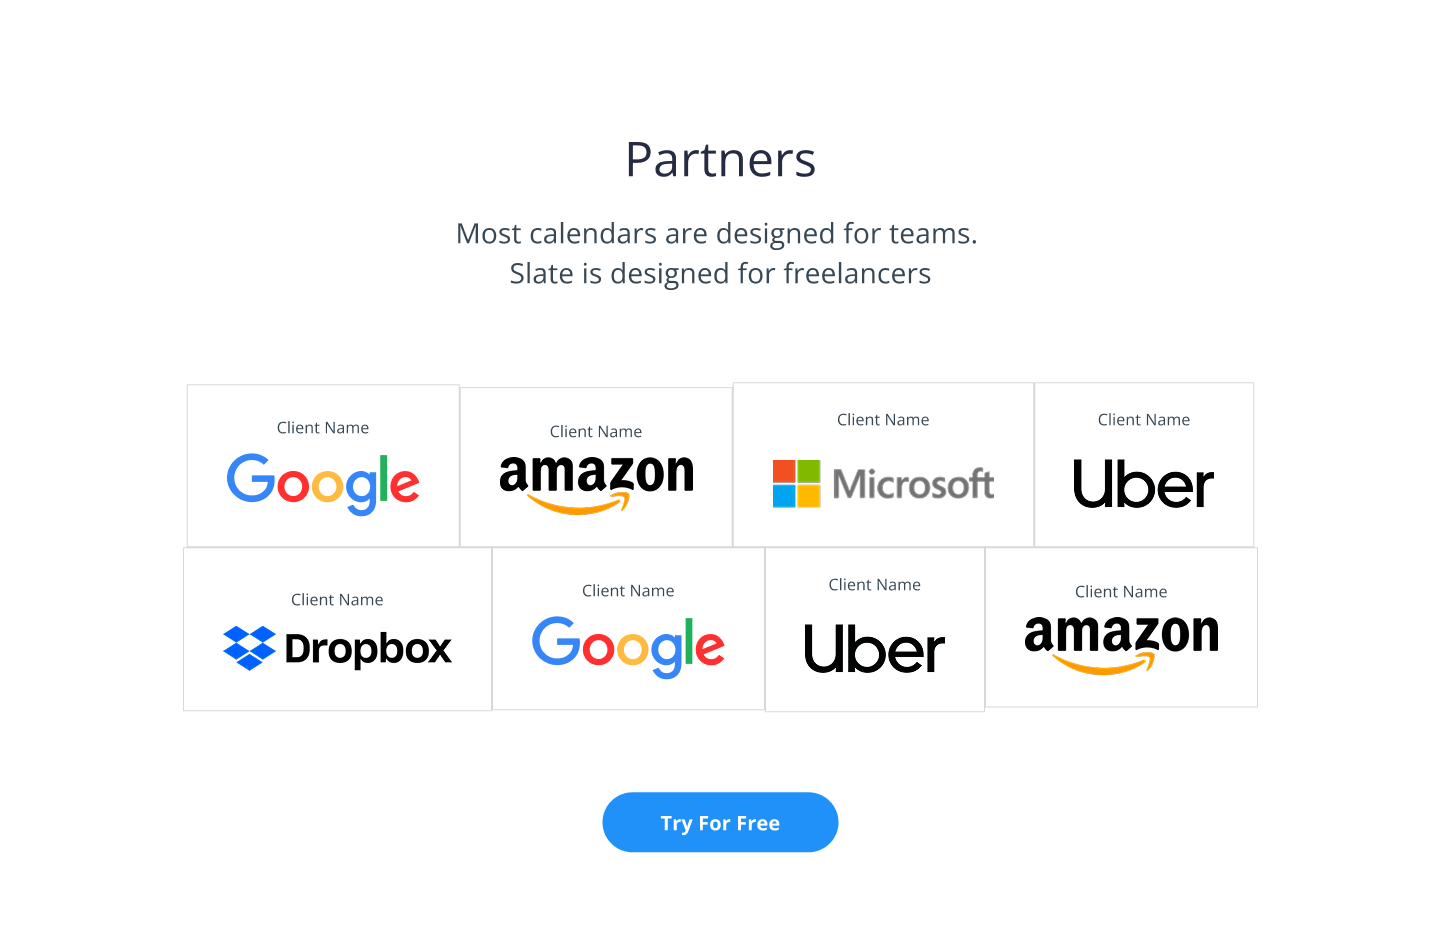 Partners
Most calendars are designed for teams.
Slate is designed for freelancers
Client Name
Google
Client Name
amazon
Client Name
Microsoft
Client Name
Uber
Client Name
Dropbox
Client Name
Google
Client Name
Uber
Client Name
amazon
Try For Free